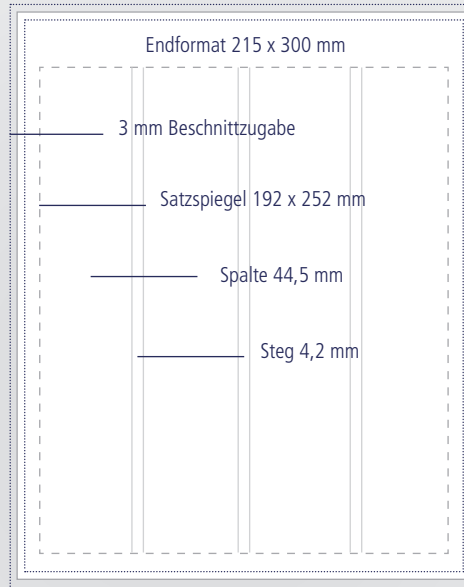 Endformat 215 x 300 mm
3 mm Beschnittzugabe
Satzspiegel 192 x 252 mm
Spalte 44,5 mm
Steg 4,2 mm